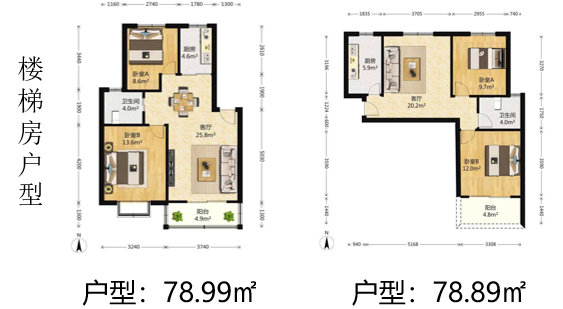 楼梯房户型
1160 2740 1780 1300
3440
1900
4200
1300
2610
1900
5030
1300
卧室A
8.6m²
厨房
4.6m²
卫生间
4.0m²
卧室B
13.6m²
客厅
25.8m²
阳台
4.9m²
N
3240 3740
户型：78.99㎡
1835 3705 2955 740
3196
1224
600
3590
1440
3270
1750
3590
1440
厨房
5.9m²
客厅
20.2m²
卧室A
9.7m²
卫生间
4.0m²
卧室B
12.0m²
阳台
4.8m²
N
940 5168 3308
户型：78.89㎡